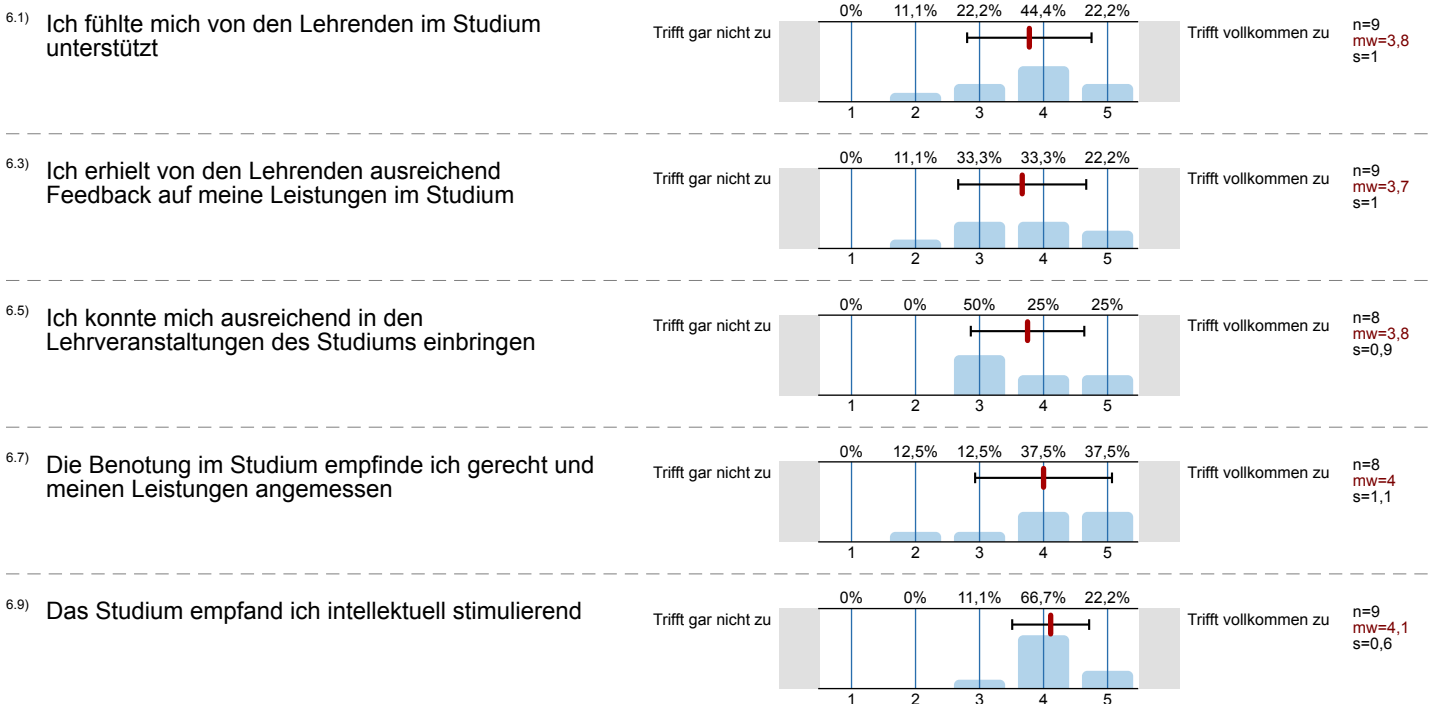 6.1) Ich fühlte mich von den Lehrenden im Studium
unterstützt
Trifft gar nicht zu
0% 11,1% 22,2% 44,4% 22,2%
1 2 3 4 5
Trifft vollkommen zu
n=9
mw=3,8
s=1
6.3) Ich erhielt von den Lehrenden ausreichend
Feedback auf meine Leistungen im Studium
Trifft gar nicht zu
0% 11,1% 33,3% 33,3% 22,2%
1 2 3 4 5
Trifft vollkommen zu
n=9
mw=3,7
s=1
6.5) Ich konnte mich ausreichend in den
Lehrveranstaltungen des Studiums einbringen
Trifft gar nicht zu
0% 0% 50% 25% 25%
1 2 3 4 5
Trifft vollkommen zu
n=8
mw=3,8
s=0,9
6.7) Die Benotung im Studium empfinde ich gerecht und
meinen Leistungen angemessen
Trifft gar nicht zu
0% 12,5% 12,5% 37,5% 37,5%
1 2 3 4 5
Trifft vollkommen zu
n=8
mw=4
s=1,1
6.9) Das Studium empfand ich intellektuell stimulierend
Trifft gar nicht zu
0% 0% 11,1% 66,7% 22,2%
1 2 3 4 5
Trifft vollkommen zu
n=9
mw=4,1
s=0,6